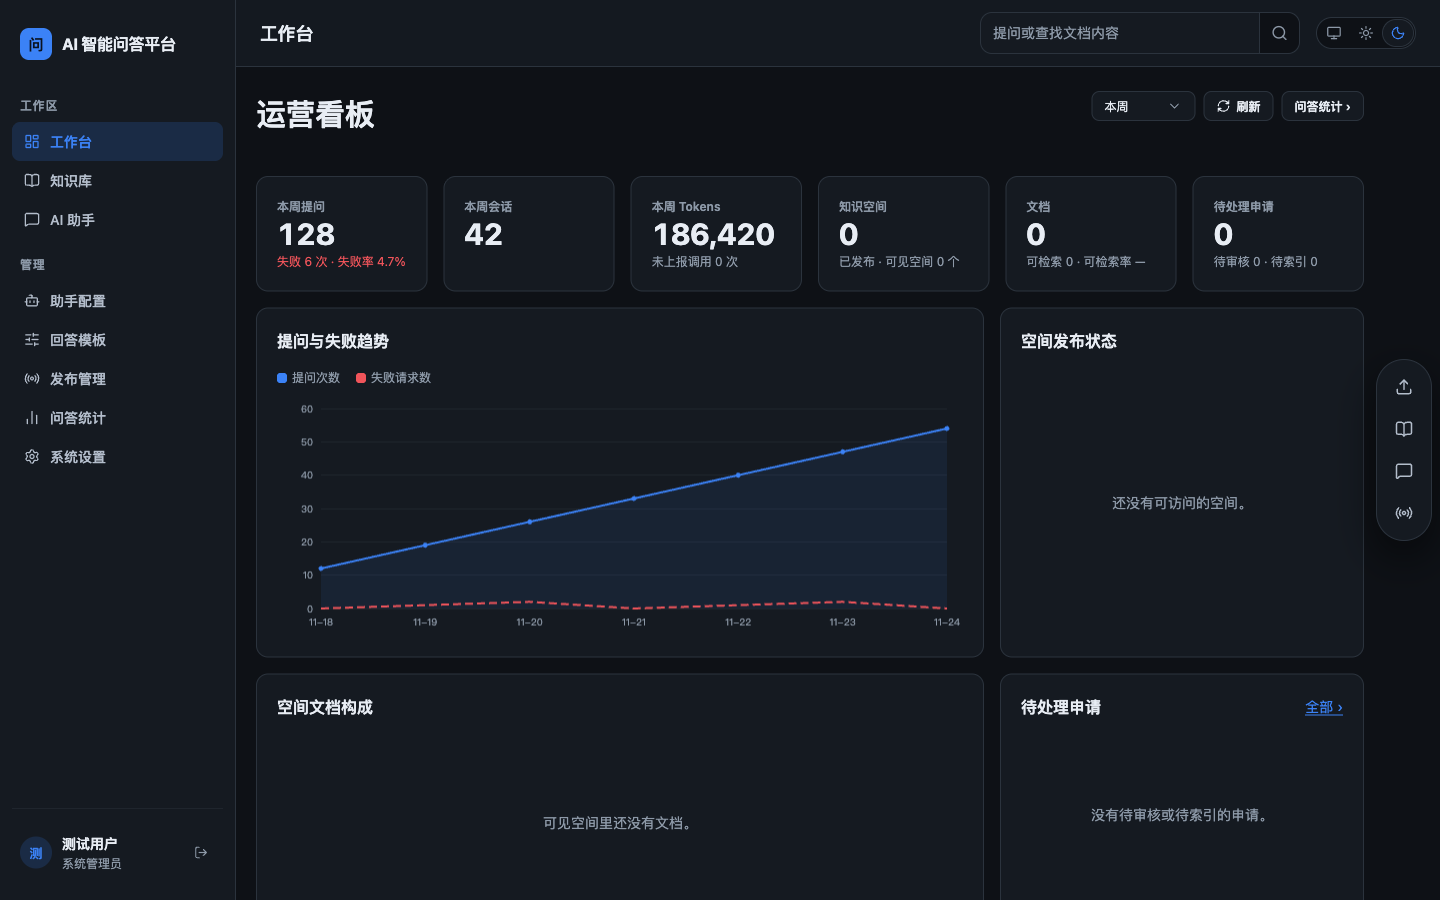 问
AI 智能问答平台
工作区
工作台
知识库
AI 助手
管理
助手配置
回答模板
发布管理
问答统计
系统设置
测
测试用户
系统管理员
工作台
提问或查找文档内容
运营看板
本周
刷新
问答统计 ›
本周提问
128
失败 6 次 · 失败率 4.7%
本周会话
42
本周 Tokens
186,420
未上报调用 0 次
知识空间
0
已发布 · 可见空间 0 个
文档
0
可检索 0 · 可检索率 —
待处理申请
0
待审核 0 · 待索引 0
提问与失败趋势
提问次数
失败请求数
60
50
40
30
20
10
0
11-18
11-19
11-20
11-21
11-22
11-23
11-24
空间发布状态
还没有可访问的空间。
空间文档构成
可见空间里还没有文档。
待处理申请
全部 ›
没有待审核或待索引的申请。